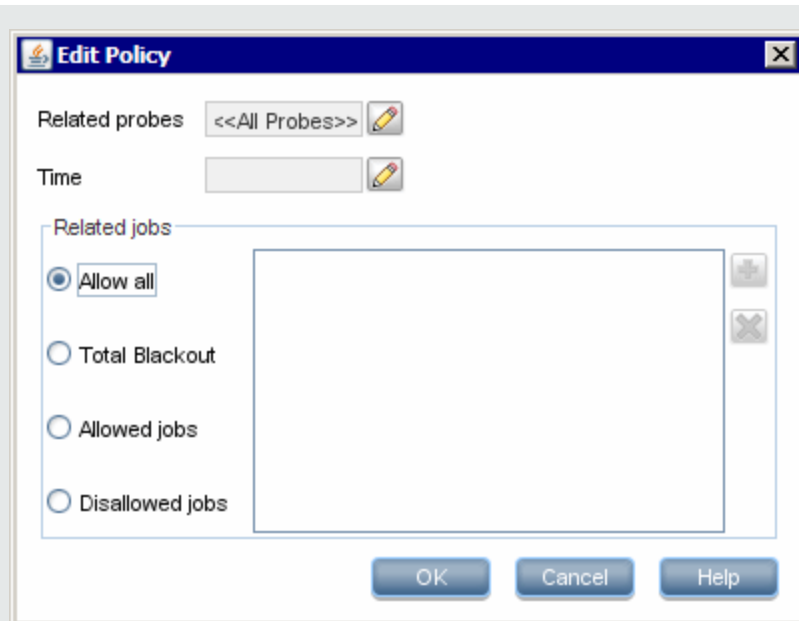 Edit Policy
Related probes <<All Probes>>
Time
Related jobs
Allow all
Total Blackout
Allowed jobs
Disallowed jobs
OK Cancel Help